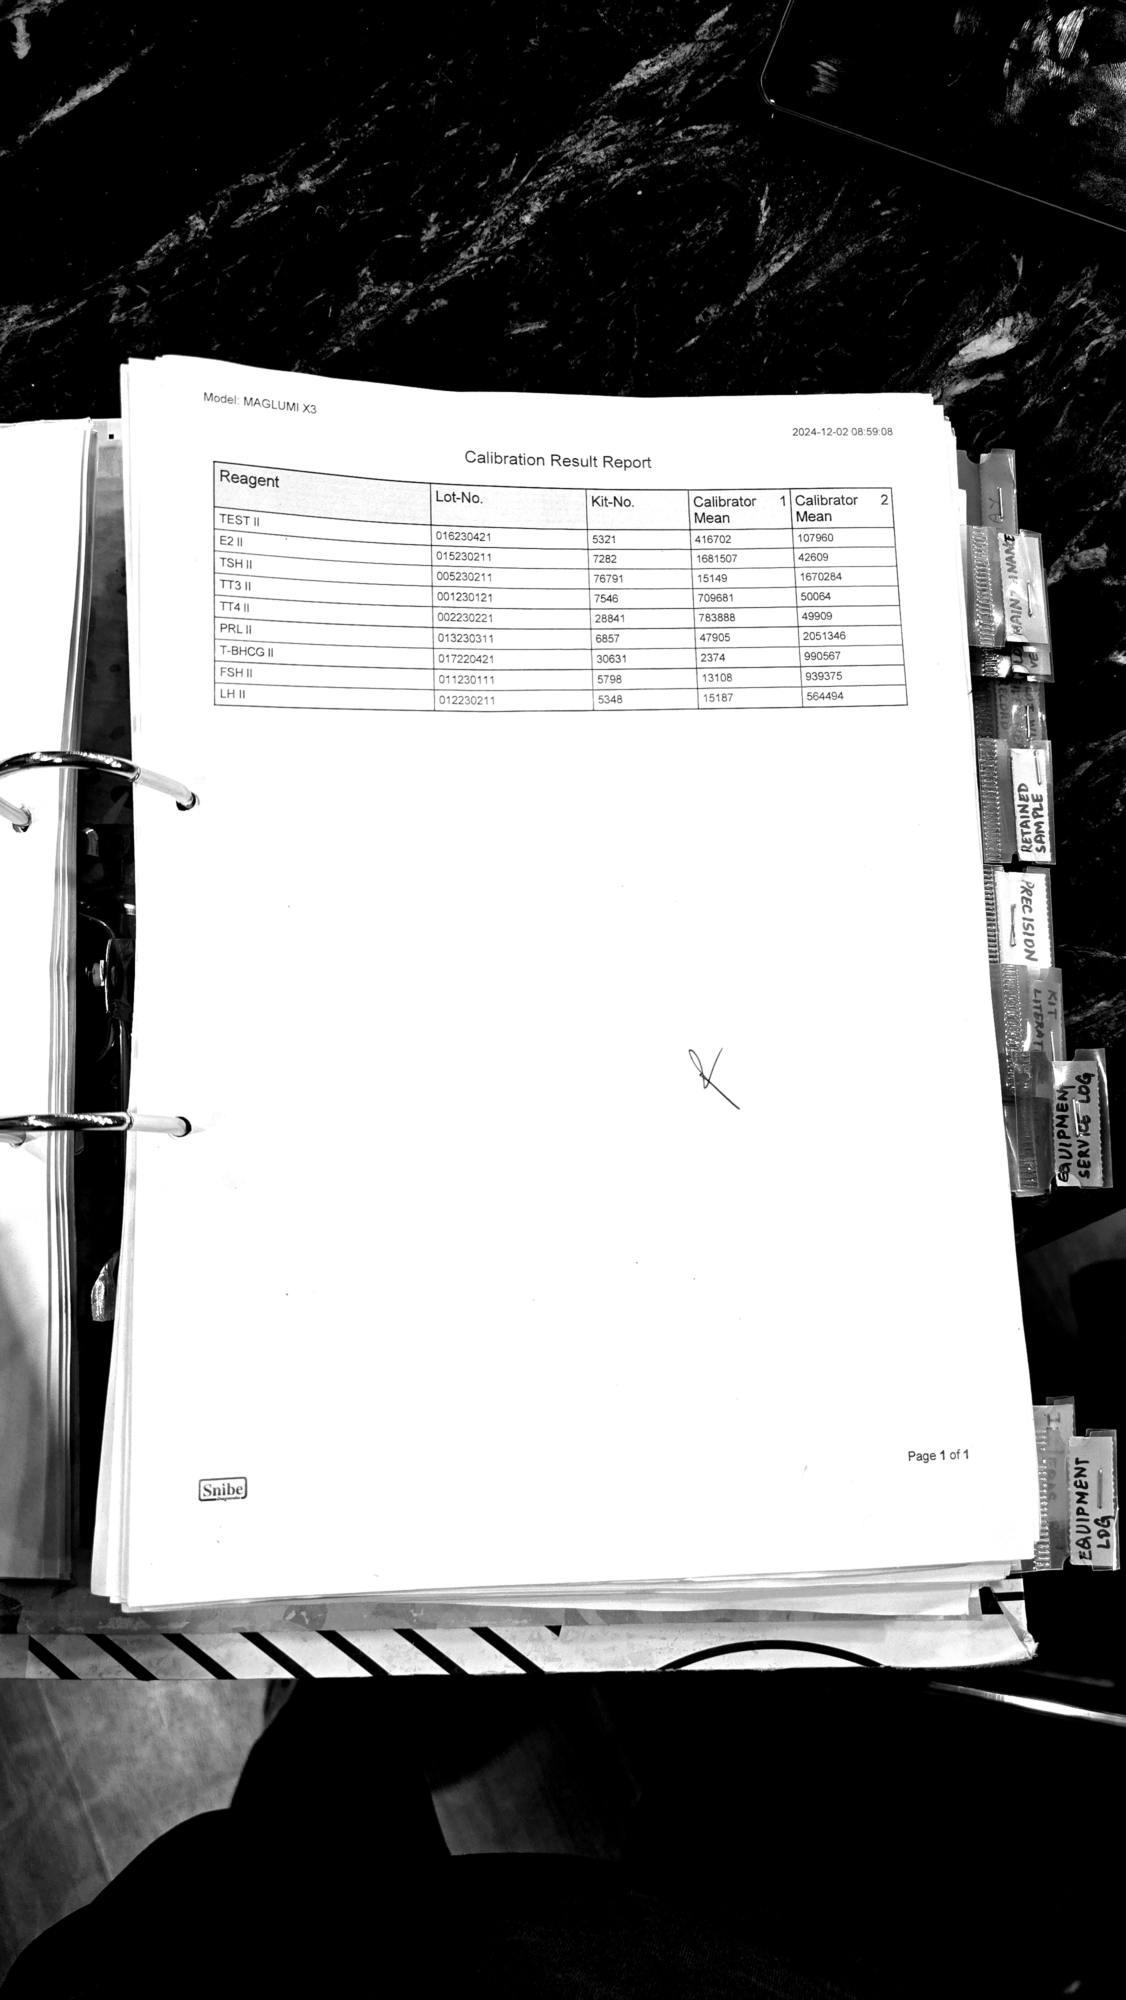 Model: MAGLUMI X3
2024-12-02 08:59:08
Calibration Result Report
Reagent Lot-No. Kit-No. Calibrator 1 Mean Calibrator 2 Mean
TEST II 016230421 5321 416702 107960
E2 II 015230211 7282 1681507 42609
TSH II 005230211 76791 15149 1670284
TT3 II 001230121 7546 709681 50064
TT4 II 002230221 28841 783888 49909
PRL II 013230311 6857 47905 2051346
T-BHCG II 017220421 30631 2374 990567
FSH II 011230111 5798 13108 939375
LH II 012230211 5348 15187 564494
RETAINED
SAMPLE
PRECISION
KIT
EQUIPMENT
SERVICE LOG
EQUIPMENT
LOG
Page 1 of 1
Snibe